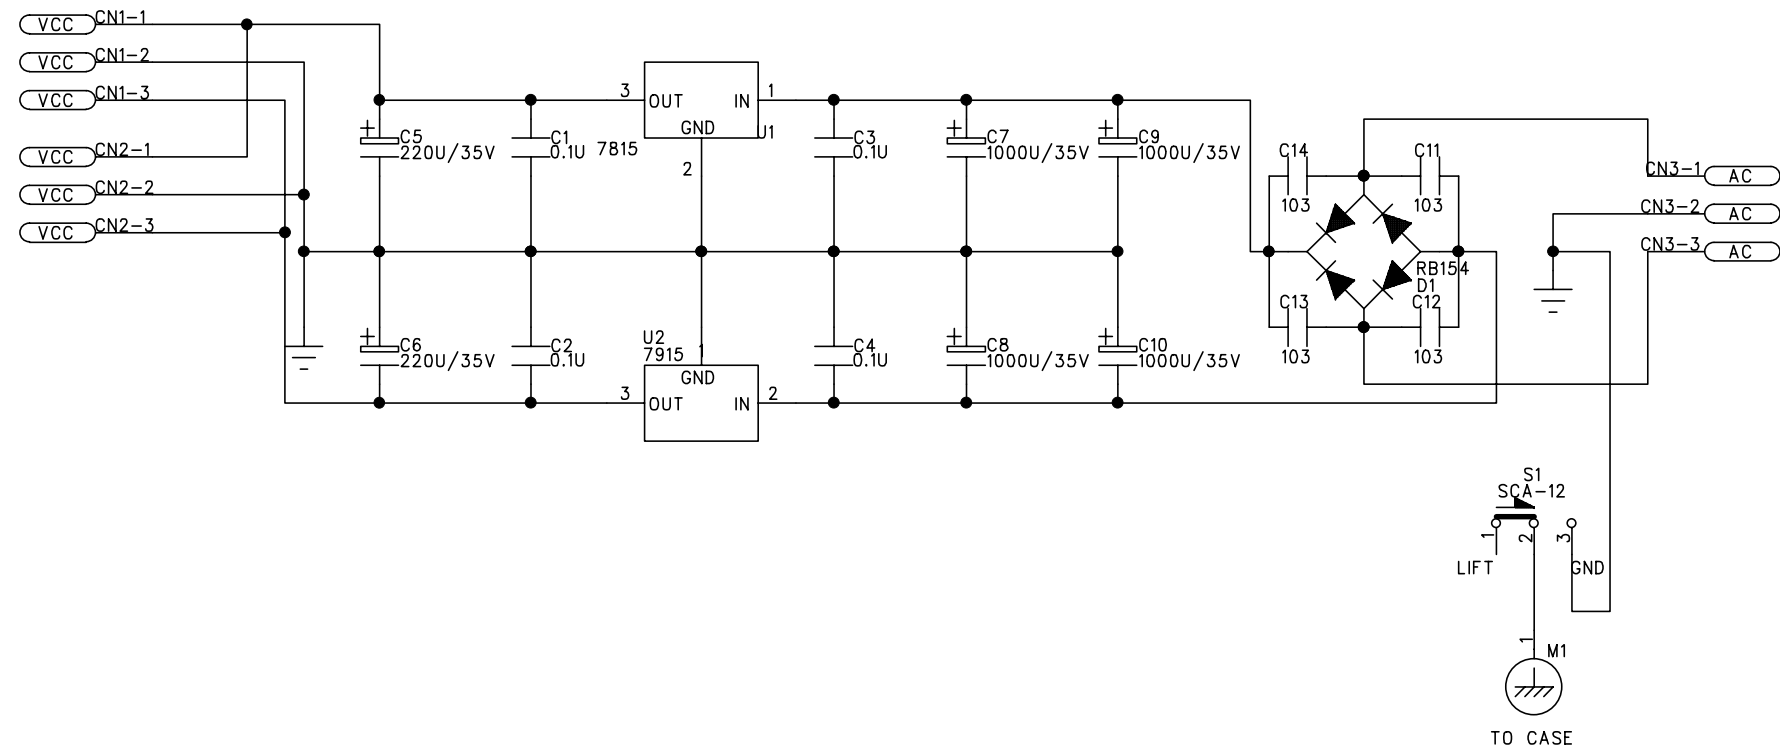 VCC CN1-1
VCC CN1-2
VCC CN1-3
VCC CN2-1
VCC CN2-2
VCC CN2-3
+ C5
220U/35V
C1
0.1U
7815
3 OUT IN 1
GND
U1
2
C3
0.1U
+ C7
1000U/35V
+ C9
1000U/35V
C14
103
C11
103
CN3-1 AC
CN3-2 AC
CN3-3 AC
RB154
D1
C13
103
C12
103
+ C6
220U/35V
C2
0.1U
U2
7915 1
GND
3 OUT IN 2
C4
0.1U
+ C8
1000U/35V
+ C10
1000U/35V
S1
SCA-12
1 2 3
LIFT GND
1
M1
TO CASE